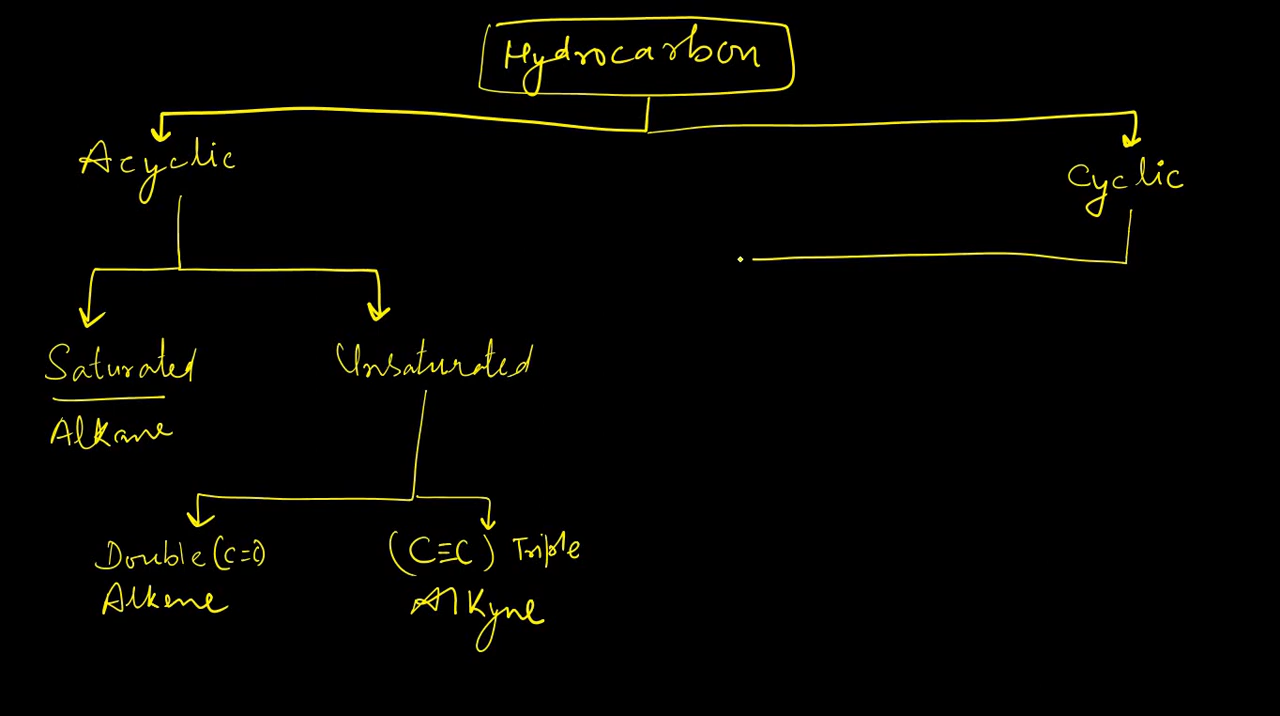 Hydrocarbon
Acyclic
Cyclic
Saturated
Unsaturated
Alkane
Double (C=C)
(C≡C) Triple
Alkene
Alkyne